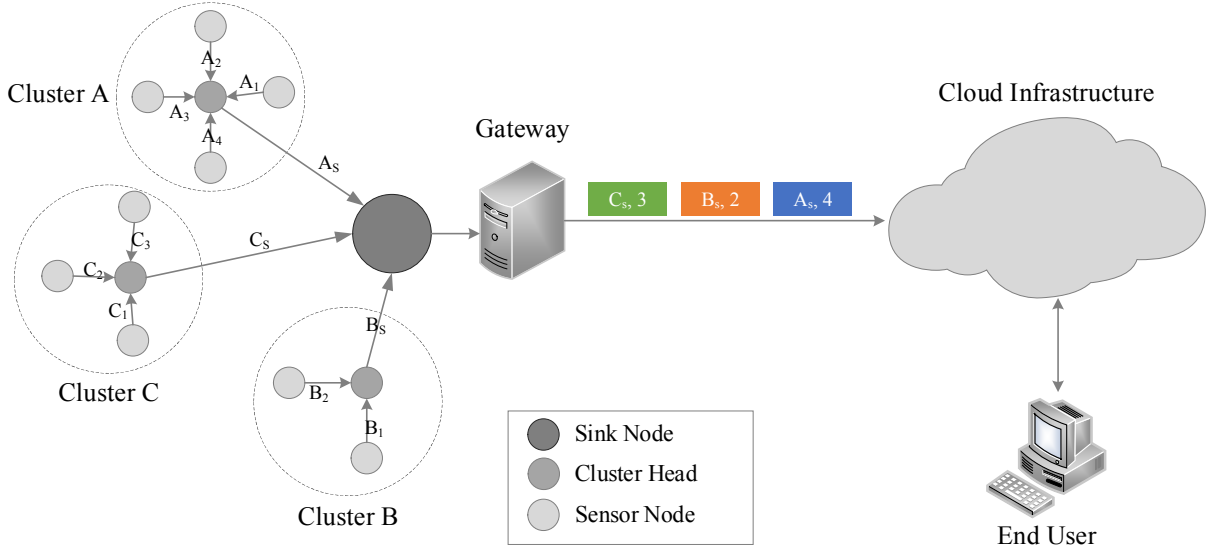 Cluster A
A₂
A₁
A₃
A₄
Aₛ
Cluster C
C₃
C₂
C₁
Cₛ
Cluster B
Bₛ
B₂
B₁
Gateway
Cₛ, 3
Bₛ, 2
Aₛ, 4
Cloud Infrastructure
End User
Sink Node
Cluster Head
Sensor Node